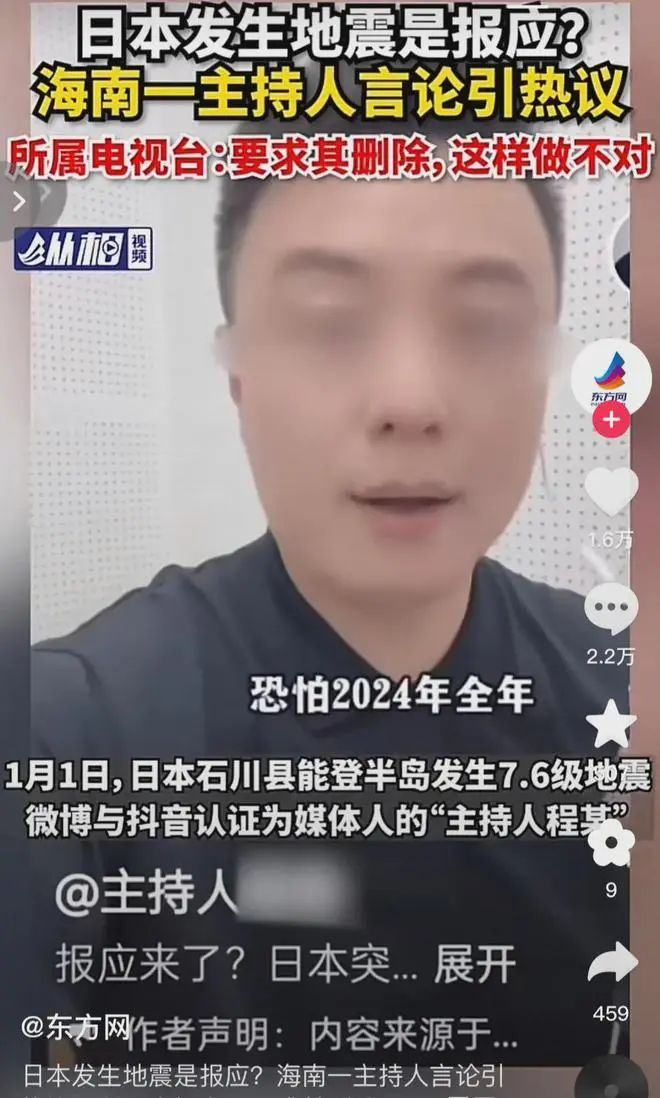 日本发生地震是报应?
海南一主持人言论引热议
所属电视台:要求其删除,这样做不对
纵相
视频
东方网
1.6万
恐怕2024年全年
2.2万
1月1日,日本石川县能登半岛发生7.6级地震
微博与抖音认证为媒体人的“主持人程某”
9
@主持人
报应来了?日本突... 展开
459
@东方网
作者声明:内容来源于...
日本发生地震是报应?海南一主持人言论引